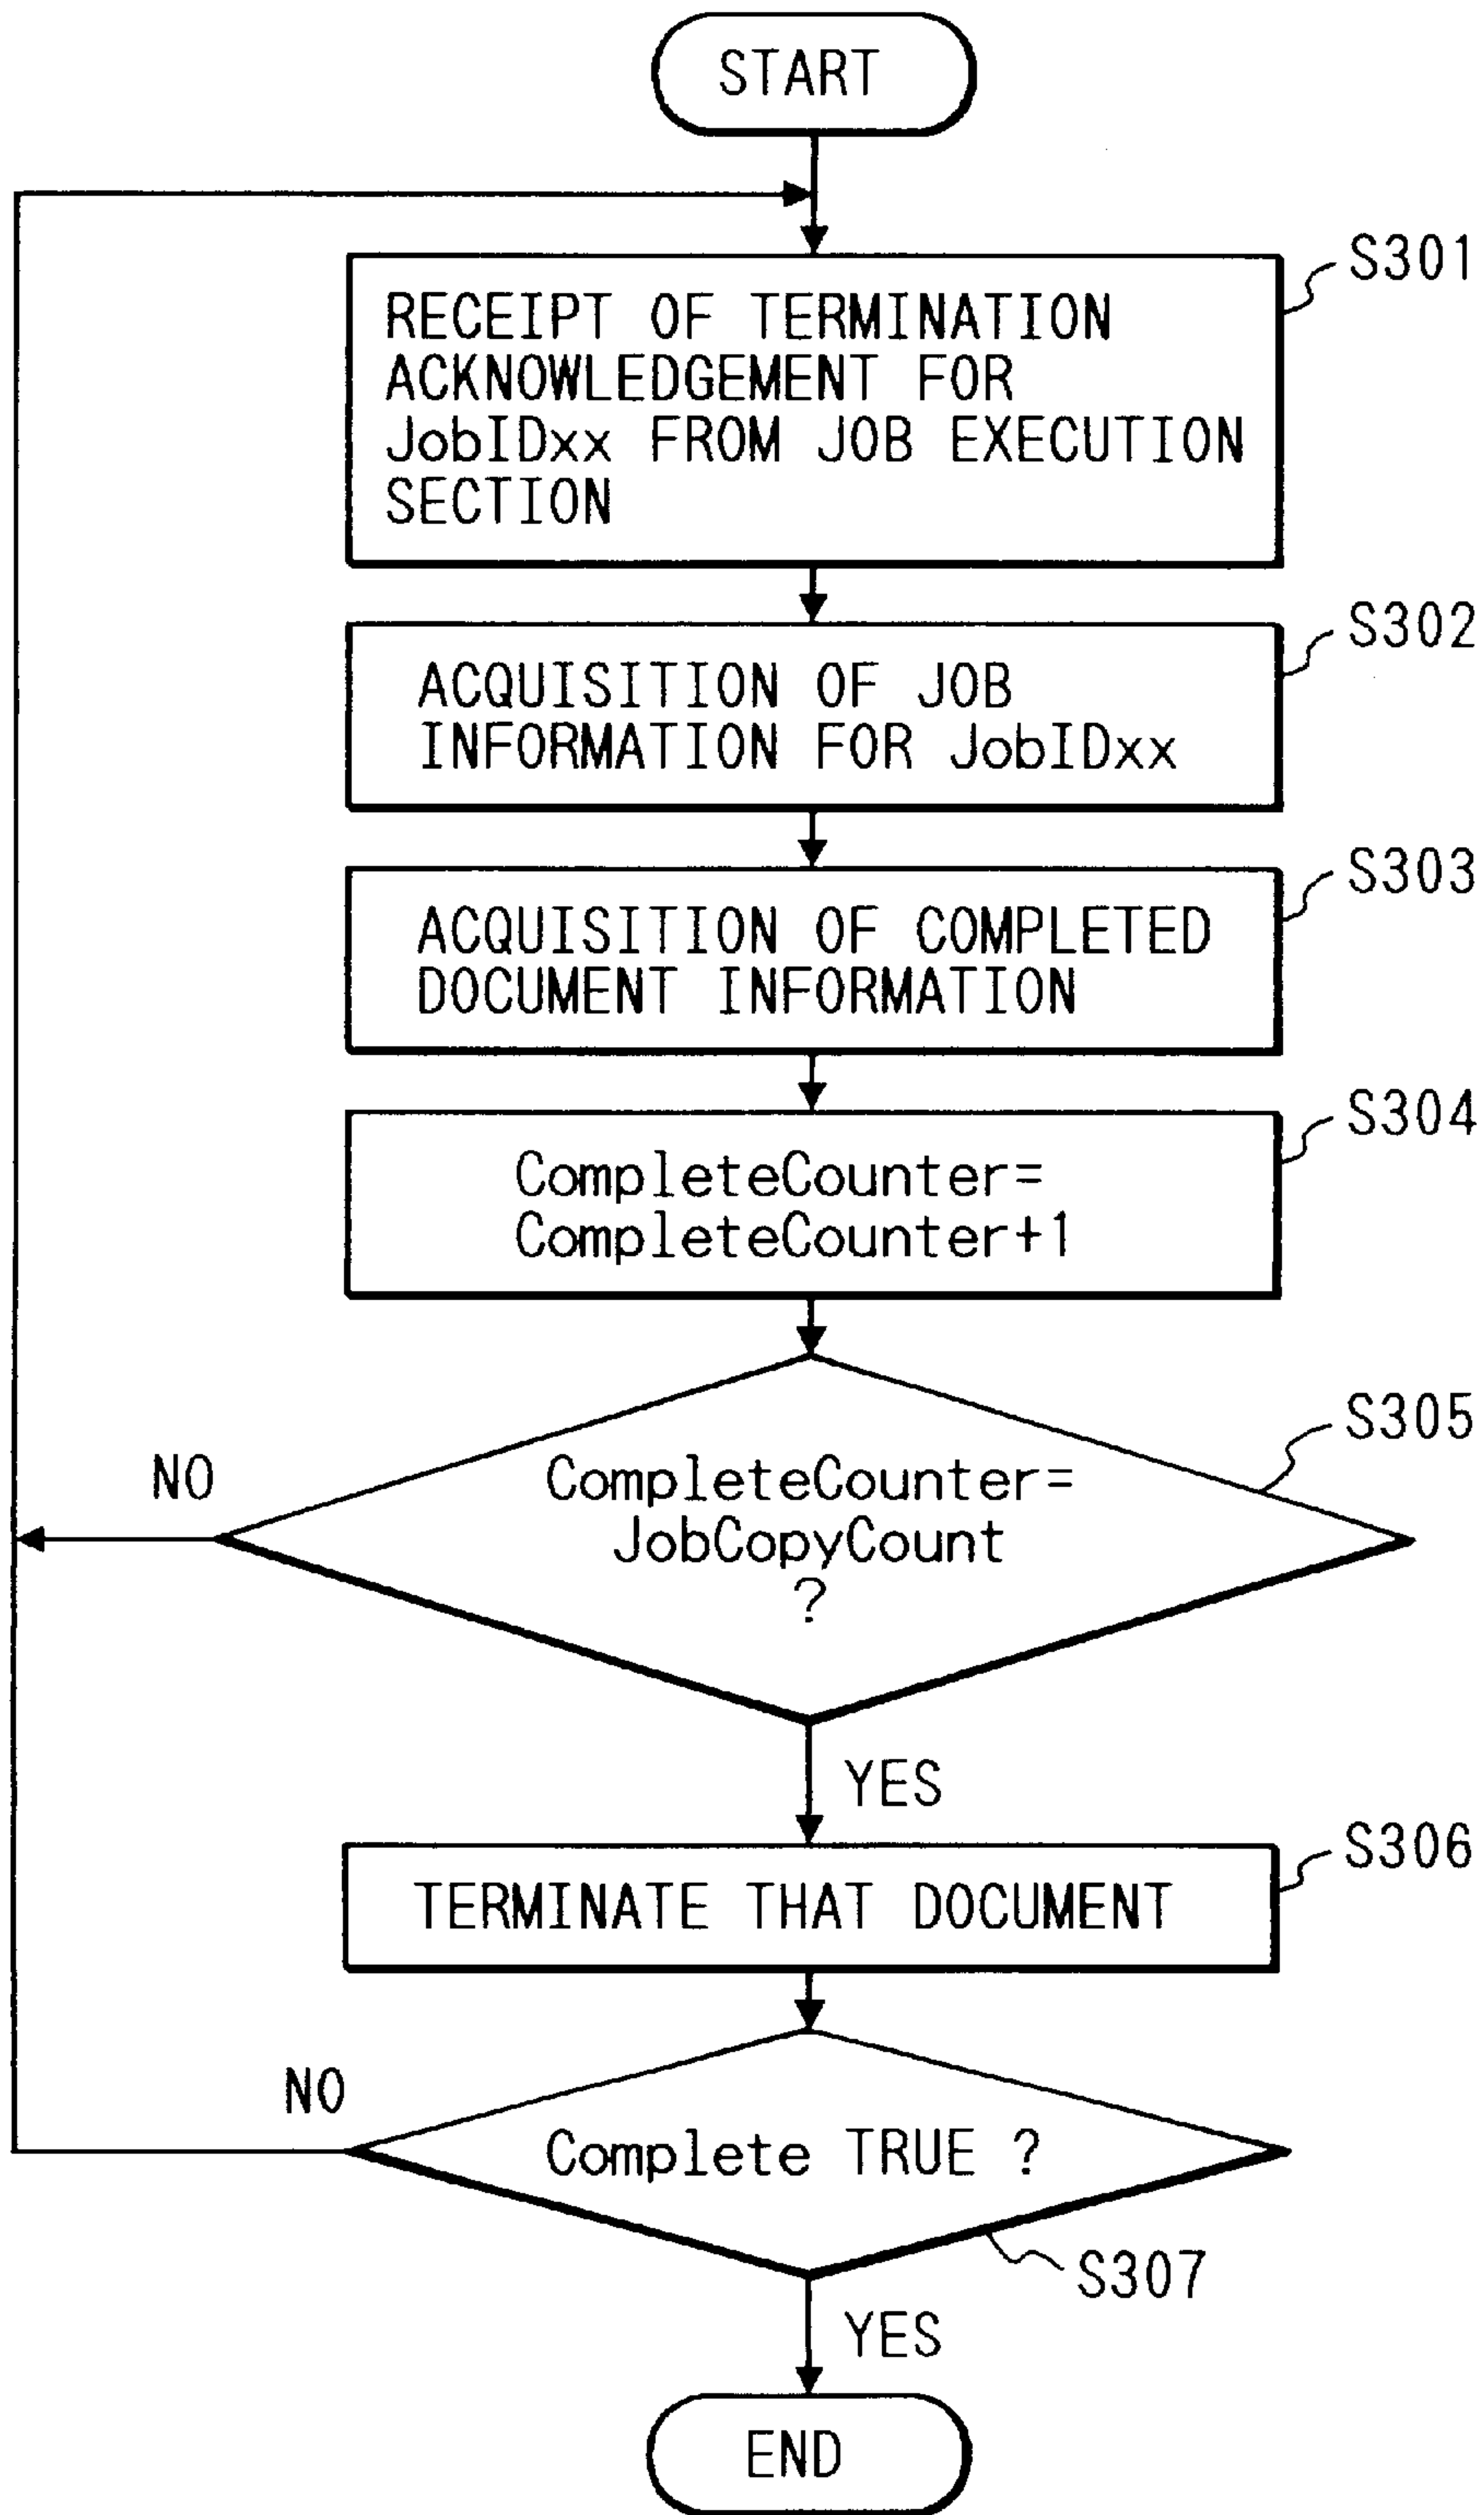 START
S301
RECEIPT OF TERMINATION
ACKNOWLEDGEMENT FOR
JobIDxx FROM JOB EXECUTION
SECTION
S302
ACQUISITION OF JOB
INFORMATION FOR JobIDxx
S303
ACQUISITION OF COMPLETED
DOCUMENT INFORMATION
S304
CompleteCounter=
CompleteCounter+1
S305
NO
CompleteCounter=
JobCopyCount
?
YES
S306
TERMINATE THAT DOCUMENT
NO
Complete TRUE ?
S307
YES
END